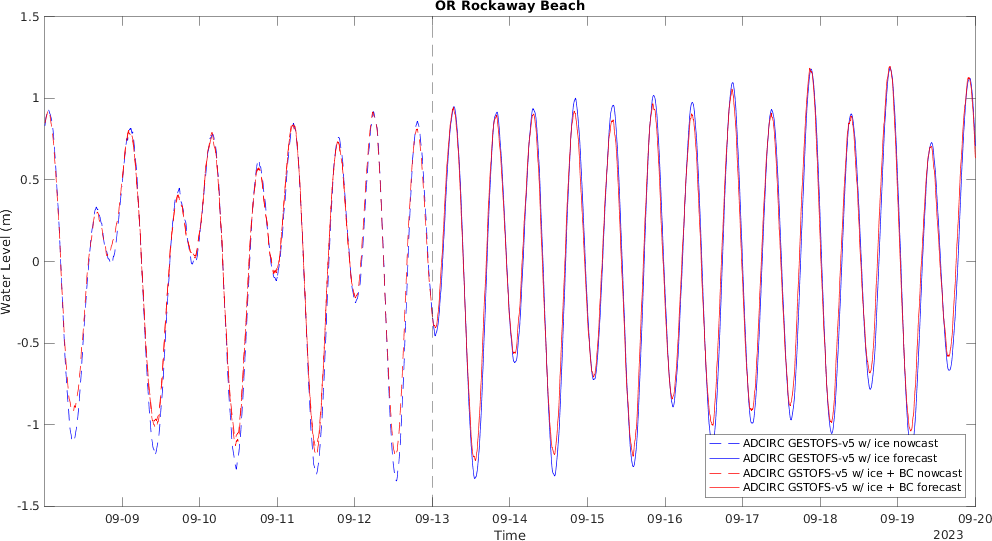 OR Rockaway Beach
1.5
1
0.5
0
-0.5
-1
-1.5
Water Level (m)
09-09
09-10
09-11
09-12
09-13
09-14
09-15
09-16
09-17
09-18
09-19
09-20
Time
2023
ADCIRC GESTOFS-v5 w/ ice nowcast
ADCIRC GESTOFS-v5 w/ ice forecast
ADCIRC GSTOFS-v5 w/ ice + BC nowcast
ADCIRC GSTOFS-v5 w/ ice + BC forecast